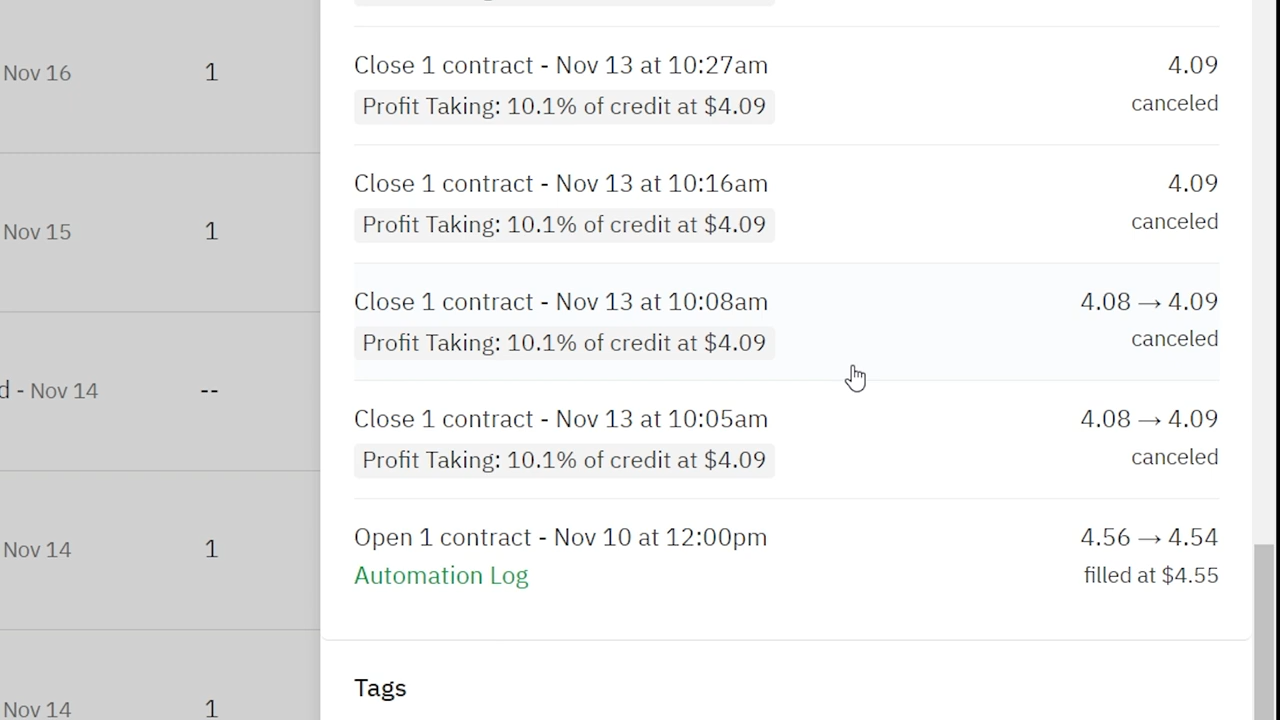 Nov 16 1
Nov 15 1
d - Nov 14 --
Nov 14 1
Nov 14 1
Close 1 contract - Nov 13 at 10:27am 4.09
Profit Taking: 10.1% of credit at $4.09 canceled
Close 1 contract - Nov 13 at 10:16am 4.09
Profit Taking: 10.1% of credit at $4.09 canceled
Close 1 contract - Nov 13 at 10:08am 4.08 → 4.09
Profit Taking: 10.1% of credit at $4.09 canceled
Close 1 contract - Nov 13 at 10:05am 4.08 → 4.09
Profit Taking: 10.1% of credit at $4.09 canceled
Open 1 contract - Nov 10 at 12:00pm 4.56 → 4.54
Automation Log filled at $4.55
Tags